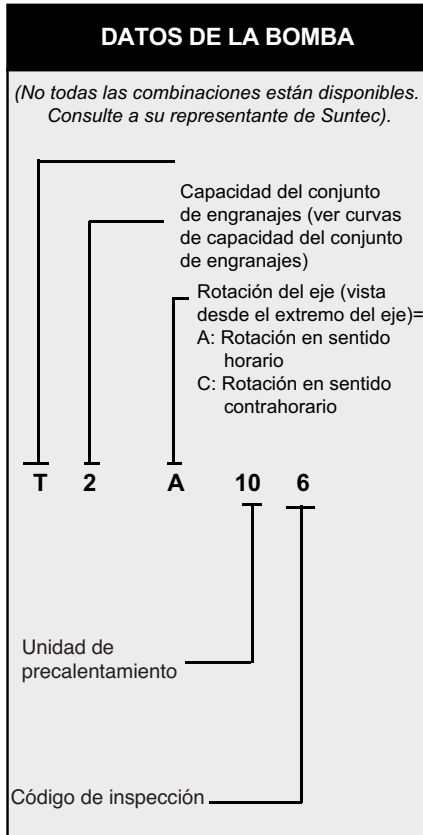 DATOS DE LA BOMBA
(No todas las combinaciones están disponibles.
Consulte a su representante de Suntec).
Capacidad del conjunto
de engranajes (ver curvas
de capacidad del conjunto
de engranajes)
Rotación del eje (vista
desde el extremo del eje)=
A: Rotación en sentido
horario
C: Rotación en sentido
contrahorario
T 2 A 10 6
Unidad de
precalentamiento
Código de inspección